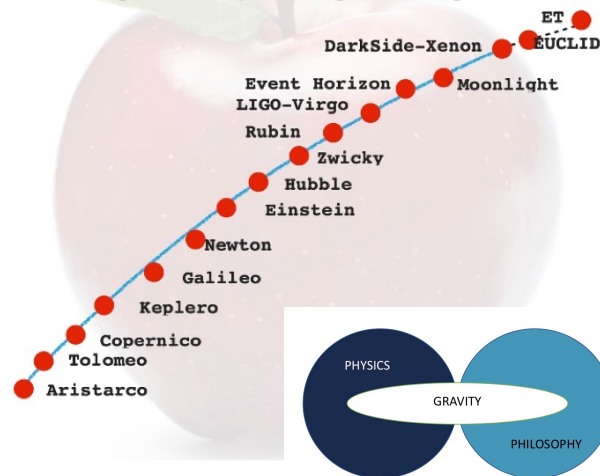 ET
EUCLID
DarkSide-Xenon
Event Horizon
Moonlight
LIGO-Virgo
Rubin
Zwicky
Hubble
Einstein
Newton
Galileo
Keplero
Copernico
Tolomeo
Aristarco
PHYSICS
GRAVITY
PHILOSOPHY